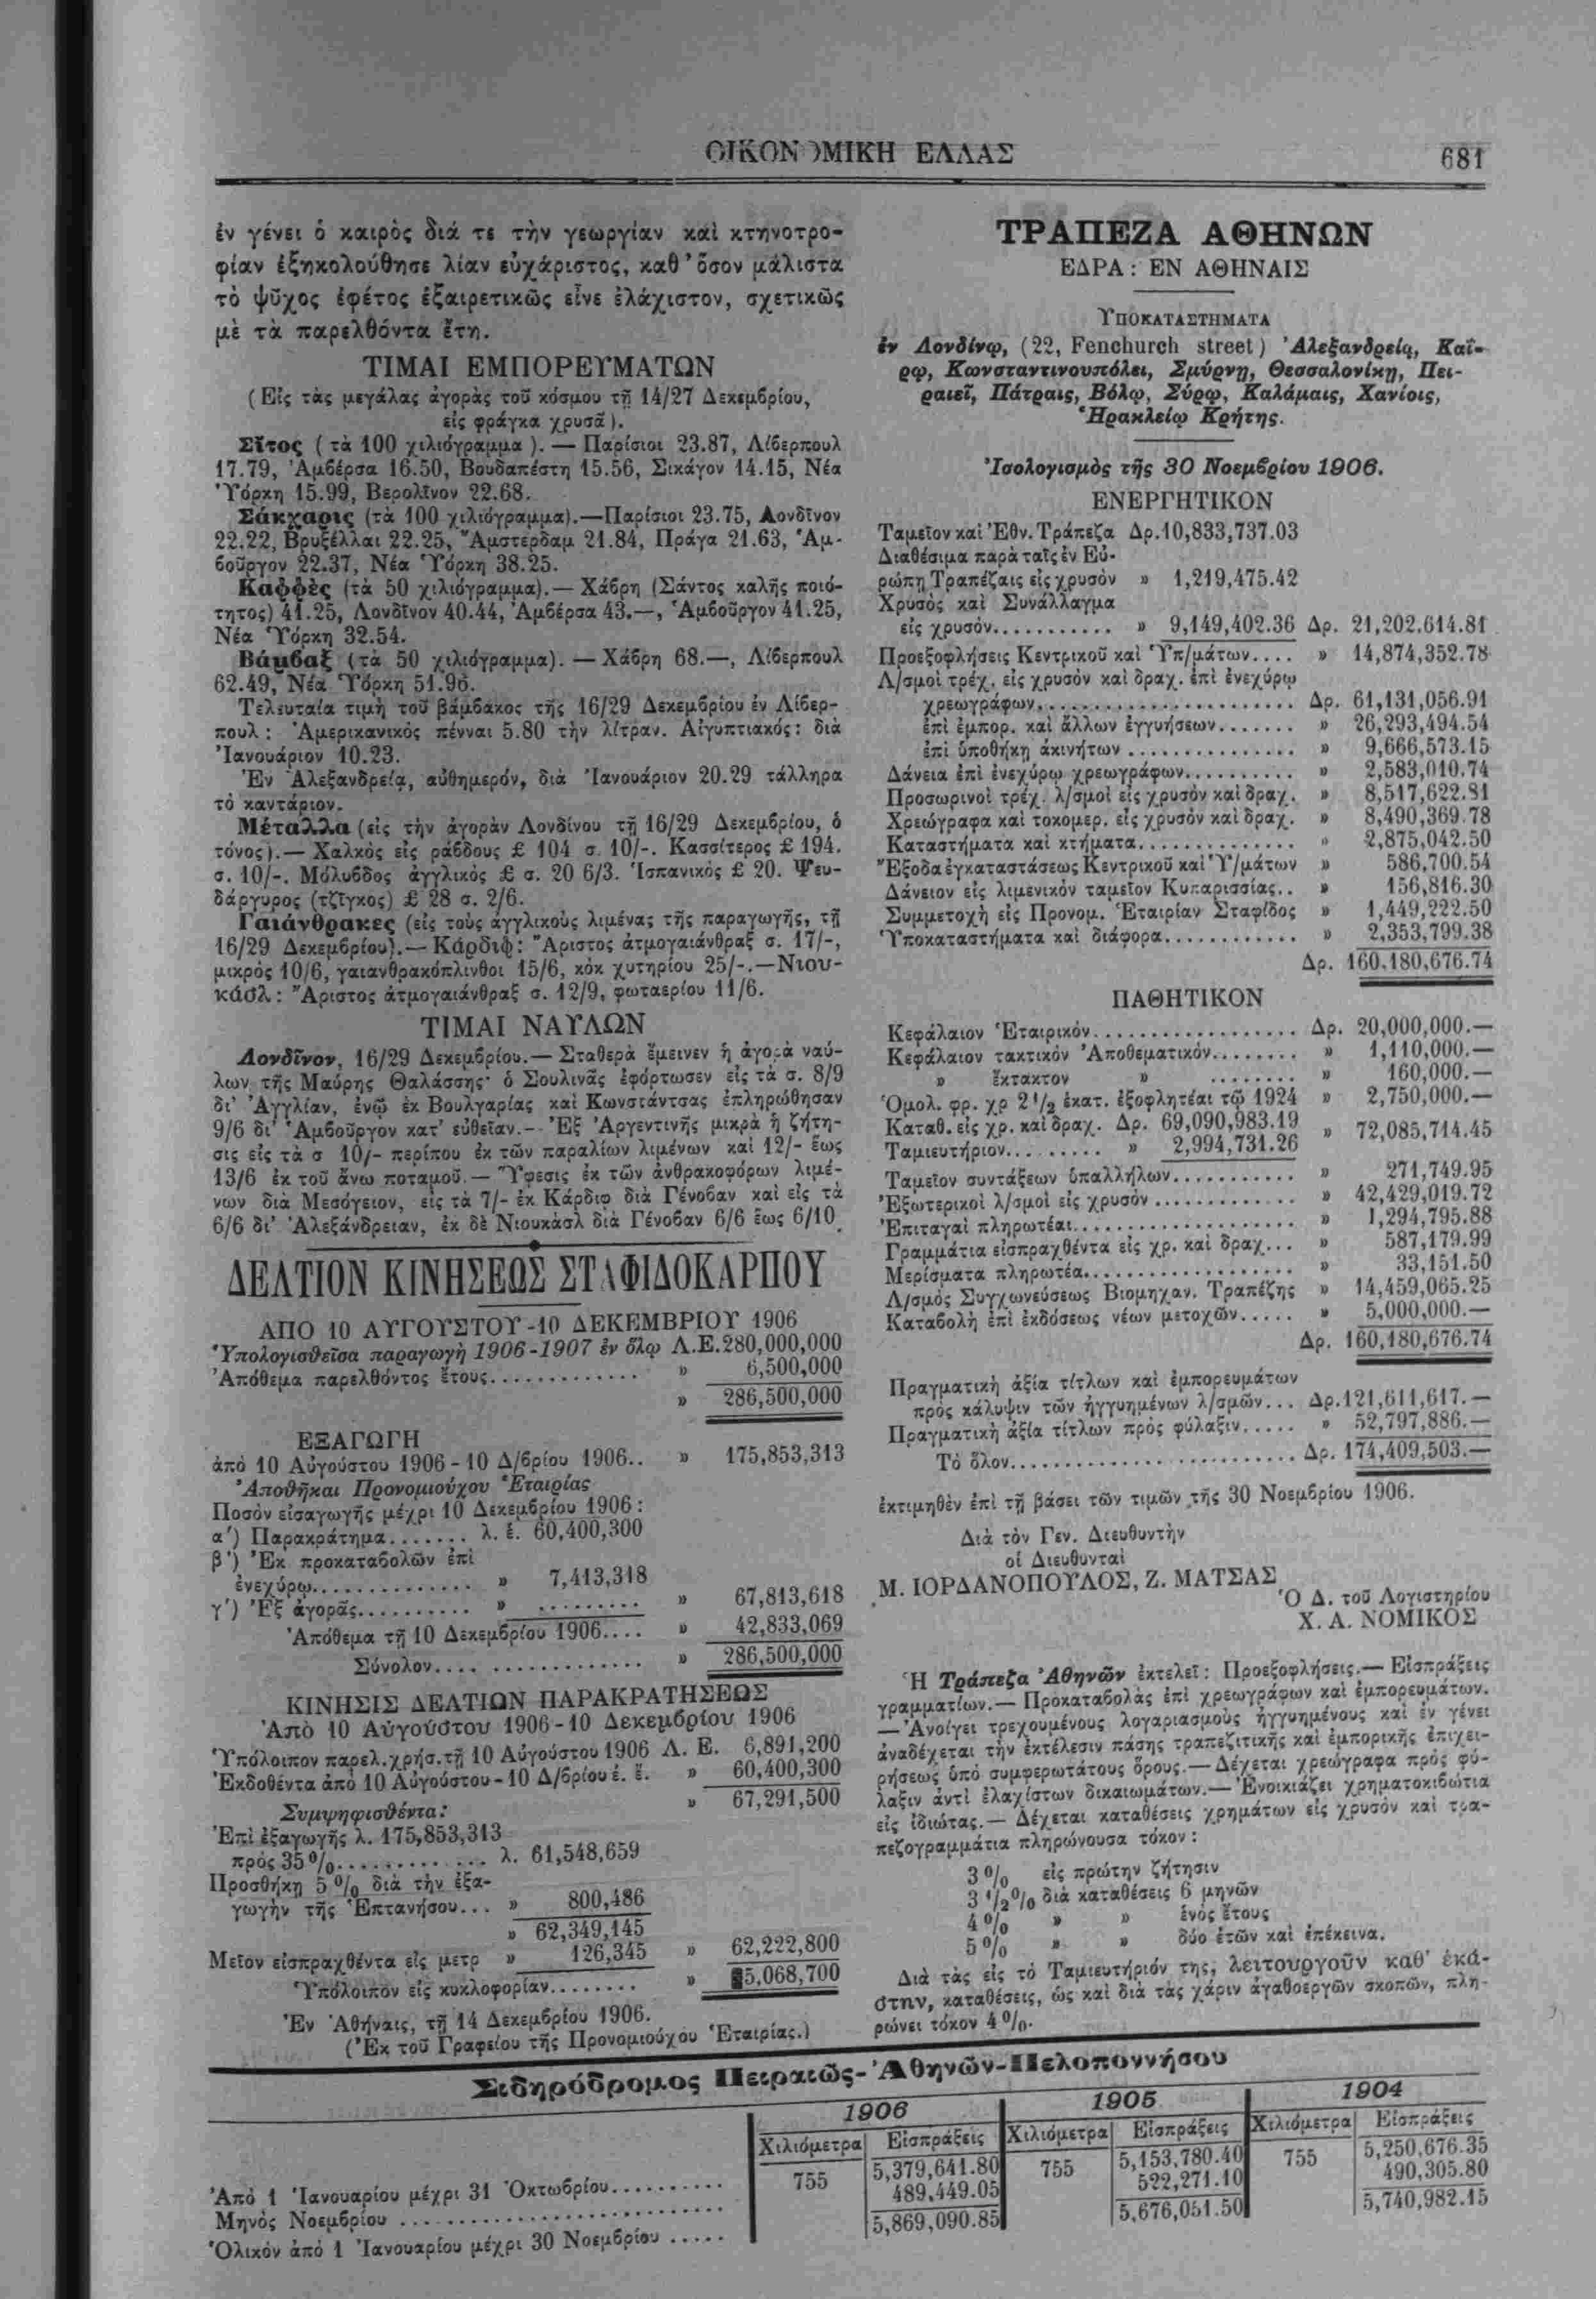 ΟΙΚΟΝΟΜΙΚΗ ΕΛΛΑΣ
681
ἐν γένει ὁ καιρὸς διά τε τὴν γεωργίαν καὶ κτηνοτρο-
φίαν ἐξηκολούθησε λίαν εὐχάριστος, καθ' ὅσον μάλιστα
τὸ ψῦχος ἐφέτος ἐξαιρετικῶς εἶνε ἐλάχιστον, σχετικῶς
μὲ τὰ παρελθόντα ἔτη.
ΤΙΜΑΙ ΕΜΠΟΡΕΥΜΑΤΩΝ
(Εἰς τὰς μεγάλας ἀγορὰς τοῦ κόσμου τῇ 14/27 Δεκεμβρίου,
εἰς φράγκα χρυσᾶ).
Σῖτος (τὰ 100 χιλιόγραμμα). — Παρίσιοι 23.87, Λίβερπουλ
17.79, Ἀμβέρσα 16.50, Βουδαπέστη 15.56, Σικάγον 14.15, Νέα
Ὑόρκη 15.99, Βερολῖνον 22.68.
Σάκχαρις (τὰ 100 χιλιόγραμμα).—Παρίσιοι 23.75, Λονδῖνον
22.22, Βρυξέλλαι 22.25, Ἄμστερδαμ 21.84, Πράγα 21.63, Ἀμ-
βοῦργον 22.37, Νέα Ὑόρκη 38.25.
Καφφὲς (τὰ 50 χιλιόγραμμα).— Χάβρη (Σάντος καλῆς ποιό-
τητος) 41.25, Λονδῖνον 40.44, Ἀμβέρσα 43.—, Ἁμβοῦργον 41.25,
Νέα Ὑόρκη 32.54.
Βάμβαξ (τὰ 50 χιλιόγραμμα). — Χάβρη 68.—, Λίβερπουλ
62.49, Νέα Ὑόρκη 51.96.
Τελευταία τιμὴ τοῦ βάμβακος τῆς 16/29 Δεκεμβρίου ἐν Λίβερ-
πουλ: Ἀμερικανικὸς πένναι 5.80 τὴν λίτραν. Αἰγυπτιακός: διὰ
Ἰανουάριον 10.23.
Ἐν Ἀλεξανδρείᾳ, αὐθημερόν, διὰ Ἰανουάριον 20.29 τάλληρα
τὸ καντάριον.
Μέταλλα (εἰς τὴν ἀγορὰν Λονδίνου τῇ 16/29 Δεκεμβρίου, ὁ
τόνος).— Χαλκὸς εἰς ράβδους £ 104 σ. 10/-. Κασσίτερος £ 194.
σ. 10/-. Μόλυβδος ἀγγλικὸς £ σ. 20 6/3. Ἱσπανικὸς £ 20. Ψευ-
δάργυρος (τζῖγκος) £ 28 σ. 2/6.
Γαιάνθρακες (εἰς τοὺς ἀγγλικοὺς λιμένας τῆς παραγωγῆς, τῇ
16/29 Δεκεμβρίου).— Κάρδιφ: Ἄριστος ἀτμογαιάνθραξ σ. 17/-,
μικρὸς 10/6, γαιανθρακόπλινθοι 15/6, κὸκ χυτηρίου 25/-.—Νιου-
κάσλ: Ἄριστος ἀτμογαιάνθραξ σ. 12/9, φωταερίου 11/6.
ΤΙΜΑΙ ΝΑΥΛΩΝ
Λονδῖνον, 16/29 Δεκεμβρίου.— Σταθερὰ ἔμεινεν ἡ ἀγορὰ ναύ-
λων τῆς Μαύρης Θαλάσσης· ὁ Σουλινᾶς ἐφόρτωσεν εἰς τὰ σ. 8/9
δι' Ἀγγλίαν, ἐνῷ ἐκ Βουλγαρίας καὶ Κωνστάντσας ἐπληρώθησαν
9/6 δι' Ἁμβοῦργον κατ' εὐθεῖαν.— Ἐξ Ἀργεντινῆς μικρὰ ἡ ζήτη-
σις εἰς τὰ σ 10/- περίπου ἐκ τῶν παραλίων λιμένων καὶ 12/- ἕως
13/6 ἐκ τοῦ ἄνω ποταμοῦ.— Ὕφεσις ἐκ τῶν ἀνθρακοφόρων λιμέ-
νων διὰ Μεσόγειον, εἰς τὰ 7/- ἐκ Κάρδιφ διὰ Γένοβαν καὶ εἰς τὰ
6/6 δι' Ἀλεξάνδρειαν, ἐκ δὲ Νιουκάσλ διὰ Γένοβαν 6/6 ἕως 6/10
ΔΕΛΤΙΟΝ ΚΙΝΗΣΕΩΣ ΣΤΑΦΙΔΟΚΑΡΠΟΥ
ΑΠΟ 10 ΑΥΓΟΥΣΤΟΥ-10 ΔΕΚΕΜΒΡΙΟΥ 1906
Ὑπολογισθεῖσα παραγωγὴ 1906-1907 ἐν ὅλῳ Λ.Ε.280,000,000
Ἀπόθεμα παρελθόντος ἔτους............. » 6,500,000
» 286,500,000
ΕΞΑΓΩΓΗ
ἀπὸ 10 Αὐγούστου 1906-10 Δ/βρίου 1906.. » 175,853,313
Ἀποθῆκαι Προνομιούχου Ἑταιρίας
Ποσὸν εἰσαγωγῆς μέχρι 10 Δεκεμβρίου 1906:
α') Παρακράτημα....... λ. ἑ. 60,400,300
β') Ἐκ προκαταβολῶν ἐπὶ
ἐνεχύρῳ............... » 7,413,318
γ') Ἐξ ἀγορᾶς.......... » .......... » 67,813,618
Ἀπόθεμα τῇ 10 Δεκεμβρίου 1906.... » 42,833,069
Σύνολον.... ............. » 286,500,000
ΚΙΝΗΣΙΣ ΔΕΛΤΙΩΝ ΠΑΡΑΚΡΑΤΗΣΕΩΣ
Ἀπὸ 10 Αὐγούστου 1906-10 Δεκεμβρίου 1906
Ὑπόλοιπον παρελ. χρήσ. τῇ 10 Αὐγούστου 1906 Λ. Ε. 6,891,200
Ἐκδοθέντα ἀπὸ 10 Αὐγούστου-10 Δ/βρίου ἐ. ἔ. » 60,400,300
» 67,291,500
Συμψηφισθέντα:
Ἐπὶ ἐξαγωγῆς λ. 175,853,313
πρὸς 35 %............... λ. 61,548,659
Προσθήκη 5 % διὰ τὴν ἐξα-
γωγὴν τῆς Ἑπτανήσου... » 800,486
» 62,349,145
Μεῖον εἰσπραχθέντα εἰς μετρ » 126,345 » 62,222,800
Ὑπόλοιπον εἰς κυκλοφορίαν........ » 5,068,700
Ἐν Ἀθήναις, τῇ 14 Δεκεμβρίου 1906.
(Ἐκ τοῦ Γραφείου τῆς Προνομιούχου Ἑταιρίας.)
ΤΡΑΠΕΖΑ ΑΘΗΝΩΝ
ΕΔΡΑ: ΕΝ ΑΘΗΝΑΙΣ
ΥΠΟΚΑΤΑΣΤΗΜΑΤΑ
ἐν Λονδίνῳ, (22, Fenchurch street) Ἀλεξανδρείᾳ, Καΐ-
ρῳ, Κωνσταντινουπόλει, Σμύρνῃ, Θεσσαλονίκῃ, Πει-
ραιεῖ, Πάτραις, Βόλῳ, Σύρῳ, Καλάμαις, Χανίοις,
Ἡρακλείῳ Κρήτης.
Ἰσολογισμὸς τῆς 30 Νοεμβρίου 1906.
ΕΝΕΡΓΗΤΙΚΟΝ
Ταμεῖον καὶ Ἐθν. Τράπεζα Δρ.10,833,737.03
Διαθέσιμα παρὰ ταῖς ἐν Εὐ-
ρώπῃ Τραπέζαις εἰς χρυσόν » 1,219,475.42
Χρυσὸς καὶ Συνάλλαγμα
εἰς χρυσόν........... » 9,149,402.36 Δρ. 21,202.614.81
Προεξοφλήσεις Κεντρικοῦ καὶ Ὑπ/μάτων.... » 14,874,352.78
Λ/σμοὶ τρέχ. εἰς χρυσὸν καὶ δραχ. ἐπὶ ἐνεχύρῳ
χρεωγράφων....................... Δρ. 61,131,056.91
ἐπὶ ἐμπορ. καὶ ἄλλων ἐγγυήσεων....... » 26,293,494.54
ἐπὶ ὑποθήκῃ ἀκινήτων ............... » 9,666,573.15
Δάνεια ἐπὶ ἐνεχύρῳ χρεωγράφων.......... » 2,583,010.74
Προσωρινοὶ τρέχ. λ/σμοὶ εἰς χρυσὸν καὶ δραχ. » 8,517,622.81
Χρεώγραφα καὶ τοκομερ. εἰς χρυσὸν καὶ δραχ. » 8,490,369.78
Καταστήματα καὶ κτήματα.............. » 2,875,042.50
Ἔξοδα ἐγκαταστάσεως Κεντρικοῦ καὶ Ὑ/μάτων » 586,700.54
Δάνειον εἰς λιμενικὸν ταμεῖον Κυπαρισσίας.. » 156,816.30
Συμμετοχὴ εἰς Προνομ. Ἑταιρίαν Σταφίδος » 1,449,222.50
Ὑποκαταστήματα καὶ διάφορα............ » 2,353,799.38
Δρ. 160,180,676.74
ΠΑΘΗΤΙΚΟΝ
Κεφάλαιον Ἑταιρικόν................. Δρ. 20,000,000.—
Κεφάλαιον τακτικὸν Ἀποθεματικόν........ » 1,110,000.—
» ἔκτακτον » ........ » 160,000.—
Ὁμολ. φρ. χρ 2 1/2 ἑκατ. ἐξοφλητέαι τῷ 1924 » 2,750,000.—
Καταθ. εἰς χρ. καὶ δραχ. Δρ. 69,090,983.19
Ταμιευτήριον......... » 2,994,731.26 » 72,085,714.45
Ταμεῖον συντάξεων ὑπαλλήλων........... » 271,749.95
Ἐξωτερικοὶ λ/σμοὶ εἰς χρυσόν............. » 42,429,019.72
Ἐπιταγαὶ πληρωτέαι................... » 1,294,795.88
Γραμμάτια εἰσπραχθέντα εἰς χρ. καὶ δραχ... » 587,179.99
Μερίσματα πληρωτέα.................. » 33,151.50
Λ/σμὸς Συγχωνεύσεως Βιομηχαν. Τραπέζης » 14,459,065.25
Καταβολὴ ἐπὶ ἐκδόσεως νέων μετοχῶν..... » 5,000,000.—
Δρ. 160,180,676.74
Πραγματικὴ ἀξία τίτλων καὶ ἐμπορευμάτων
πρὸς κάλυψιν τῶν ἠγγυημένων λ/σμῶν... Δρ.121,611,617.—
Πραγματικὴ ἀξία τίτλων πρὸς φύλαξιν..... » 52,797,886.—
Τὸ ὅλον.......................... Δρ. 174,409,503.—
ἐκτιμηθὲν ἐπὶ τῇ βάσει τῶν τιμῶν τῆς 30 Νοεμβρίου 1906.
Διὰ τὸν Γεν. Διευθυντὴν
οἱ Διευθυνταὶ
Μ. ΙΟΡΔΑΝΟΠΟΥΛΟΣ, Ζ. ΜΑΤΣΑΣ
Ὁ Δ. τοῦ Λογιστηρίου
Χ. Α. ΝΟΜΙΚΟΣ
Ἡ Τράπεζα Ἀθηνῶν ἐκτελεῖ: Προεξοφλήσεις.— Εἰσπράξεις
γραμματίων.— Προκαταβολὰς ἐπὶ χρεωγράφων καὶ ἐμπορευμάτων.
— Ἀνοίγει τρεχουμένους λογαριασμοὺς ἠγγυημένους καὶ ἐν γένει
ἀναδέχεται τὴν ἐκτέλεσιν πάσης τραπεζιτικῆς καὶ ἐμπορικῆς ἐπιχει-
ρήσεως ὑπὸ συμφερωτάτους ὅρους.— Δέχεται χρεώγραφα πρὸς φύ-
λαξιν ἀντὶ ἐλαχίστων δικαιωμάτων.— Ἐνοικιάζει χρηματοκιβώτια
εἰς ἰδιώτας.— Δέχεται καταθέσεις χρημάτων εἰς χρυσὸν καὶ τρα-
πεζογραμμάτια πληρώνουσα τόκον:
3 % εἰς πρώτην ζήτησιν
3 1/2 % διὰ καταθέσεις 6 μηνῶν
4 % » » ἑνὸς ἔτους
5 % » » δύο ἐτῶν καὶ ἐπέκεινα.
Διὰ τὰς εἰς τὸ Ταμιευτήριόν της, λειτουργοῦν καθ' ἑκά-
στην, καταθέσεις, ὡς καὶ διὰ τὰς χάριν ἀγαθοεργῶν σκοπῶν, πλη-
ρώνει τόκον 4 %.
Σιδηρόδρομος Πειραιῶς-Ἀθηνῶν-Πελοποννήσου
1906 1905 1904
Χιλιόμετρα Εἰσπράξεις Χιλιόμετρα Εἰσπράξεις Χιλιόμετρα Εἰσπράξεις
Ἀπὸ 1 Ἰανουαρίου μέχρι 31 Ὀκτωβρίου.......... 755 5,379,641.80 755 5,153,780.40 755 5,250,676.35
Μηνὸς Νοεμβρίου ......................... 489,449.05 522,271.10 490,305.80
Ὁλικὸν ἀπὸ 1 Ἰανουαρίου μέχρι 30 Νοεμβρίου ..... 5,869,090.85 5,676,051.50 5,740,982.15